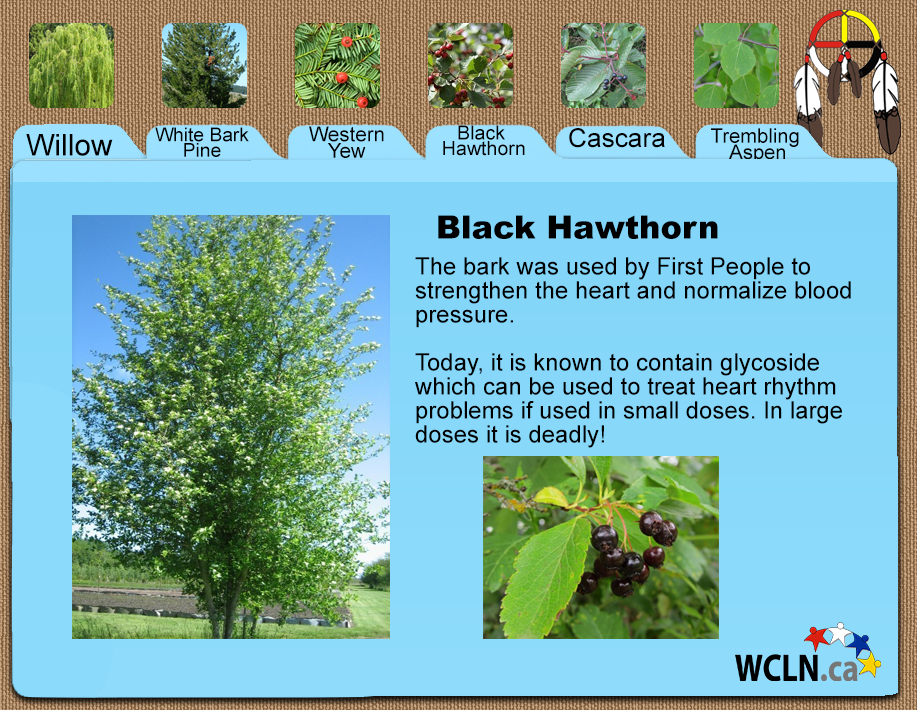 Willow
White Bark
Pine
Western
Yew
Black
Hawthorn
Cascara
Trembling
Aspen
Black Hawthorn
The bark was used by First People to
strengthen the heart and normalize blood
pressure.
Today, it is known to contain glycoside
which can be used to treat heart rhythm
problems if used in small doses. In large
doses it is deadly!
WCLN.ca